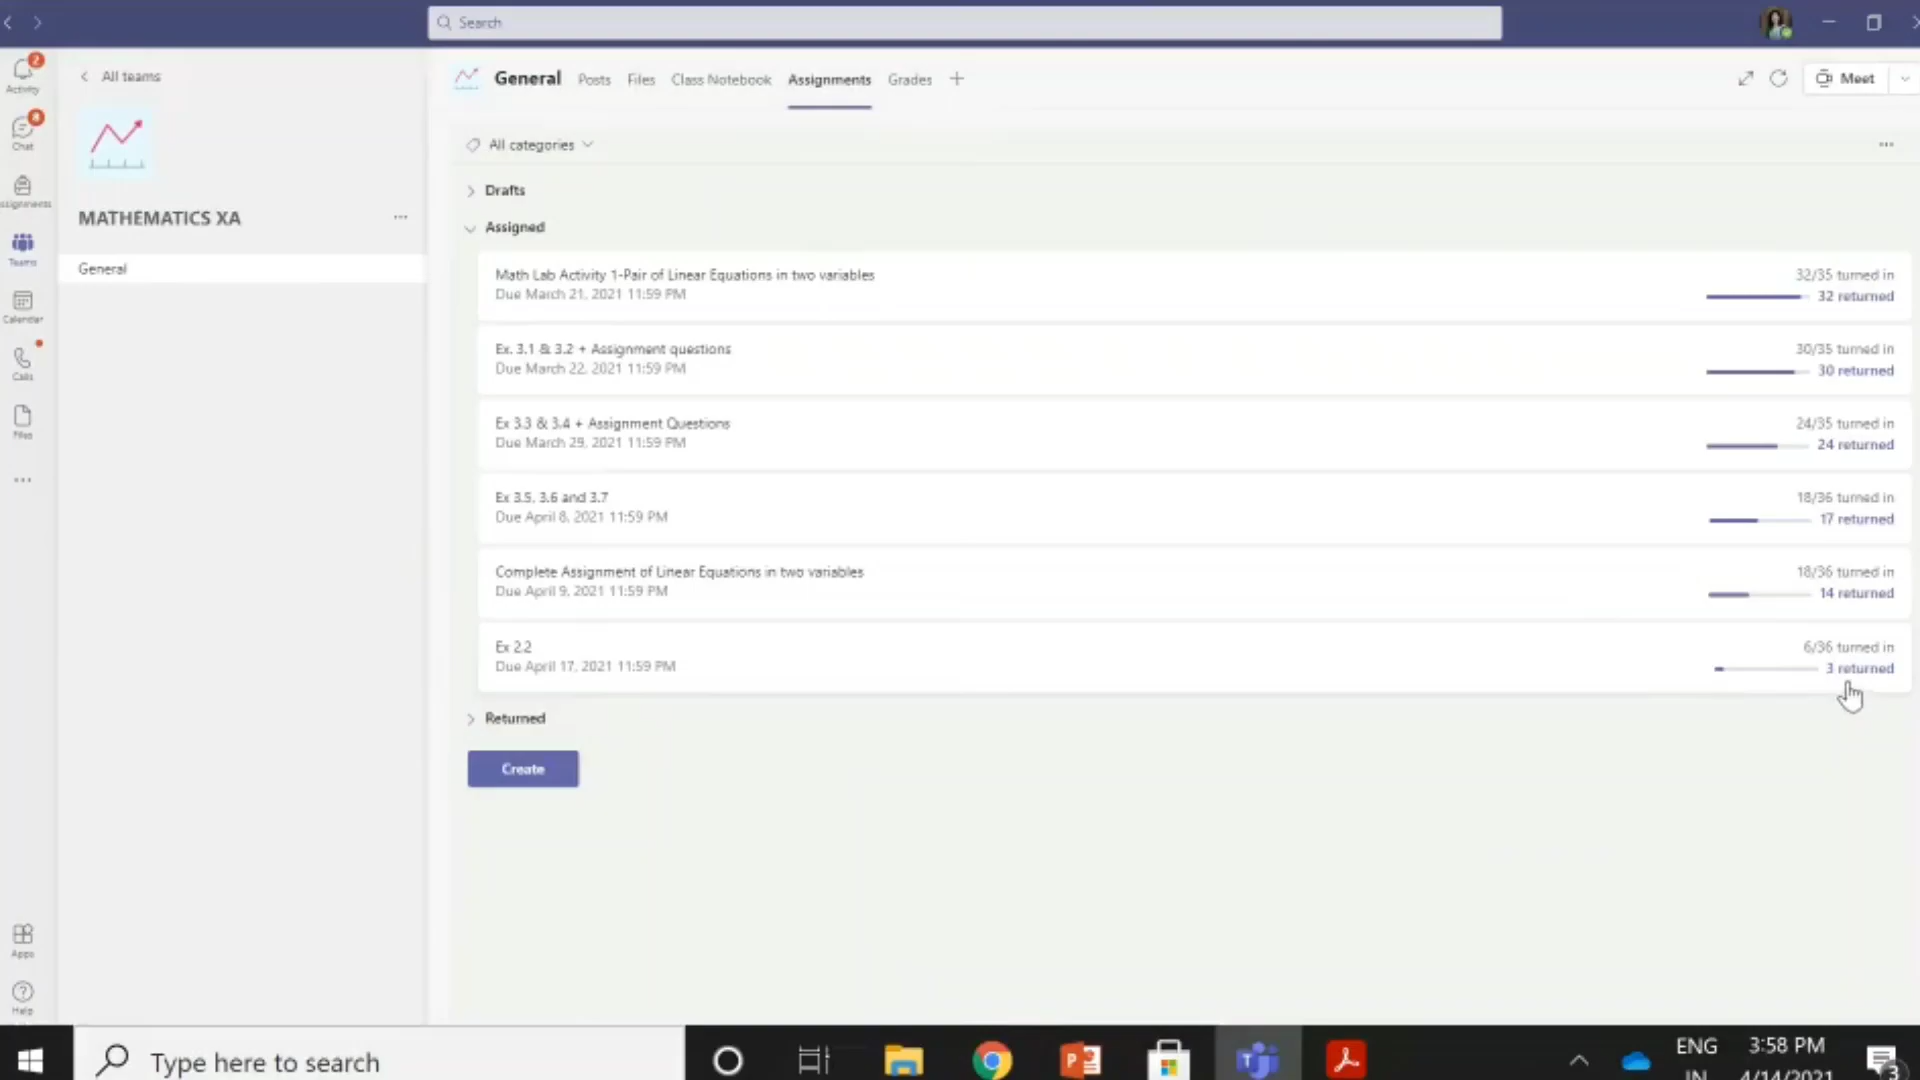 Search
2
Activity
4
Chat
ssignments
Teams
Calendar
Calls
Files
Apps
Help
All teams
MATHEMATICS XA
General
General Posts Files Class Notebook Assignments Grades
Meet
All categories
Drafts
Assigned
Math Lab Activity 1-Pair of Linear Equations in two variables
Due March 21, 2021 11:59 PM
32/35 turned in
32 returned
Ex. 3.1 & 3.2 + Assignment questions
Due March 22, 2021 11:59 PM
30/35 turned in
30 returned
Ex 3.3 & 3.4 + Assignment Questions
Due March 29, 2021 11:59 PM
24/35 turned in
24 returned
Ex 3.5, 3.6 and 3.7
Due April 8, 2021 11:59 PM
18/36 turned in
17 returned
Complete Assignment of Linear Equations in two variables
Due April 9, 2021 11:59 PM
18/36 turned in
14 returned
Ex 2.2
Due April 17, 2021 11:59 PM
6/36 turned in
3 returned
Returned
Create
Type here to search
ENG
IN
3:58 PM
4/14/2021
3